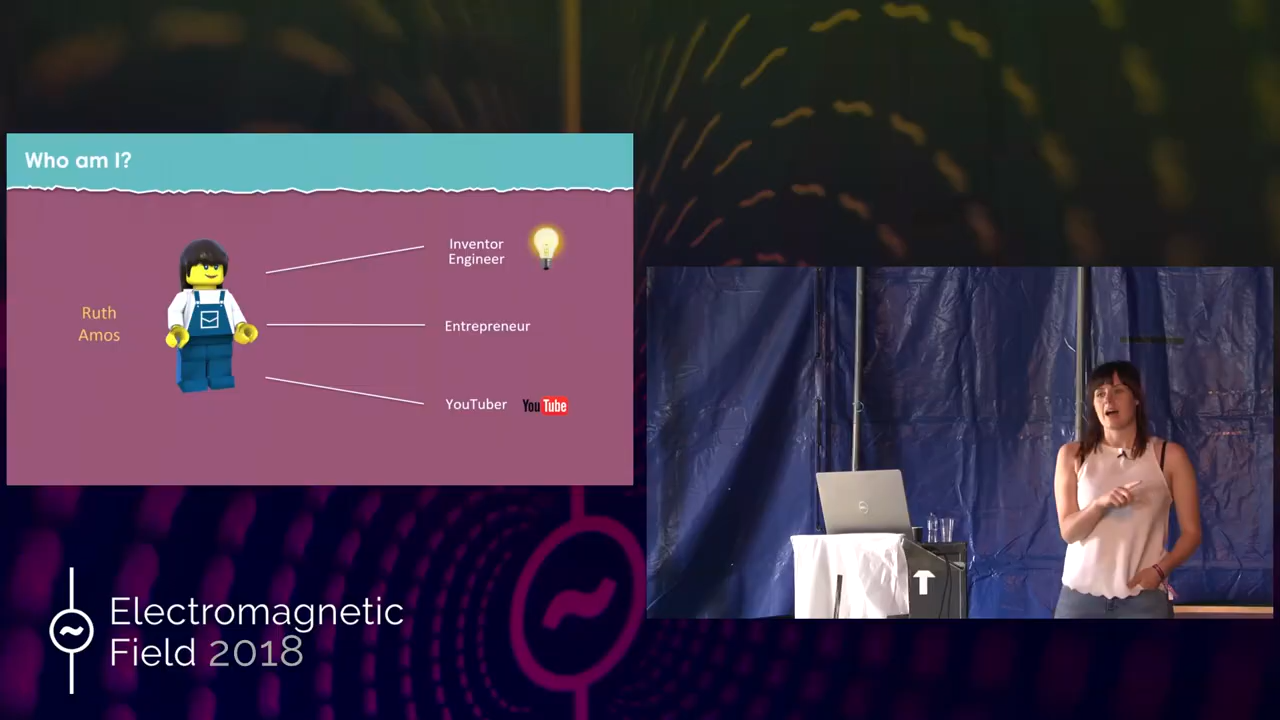 Who am I?
Ruth
Amos
Inventor
Engineer
Entrepreneur
YouTuber
YouTube
Electromagnetic
Field 2018